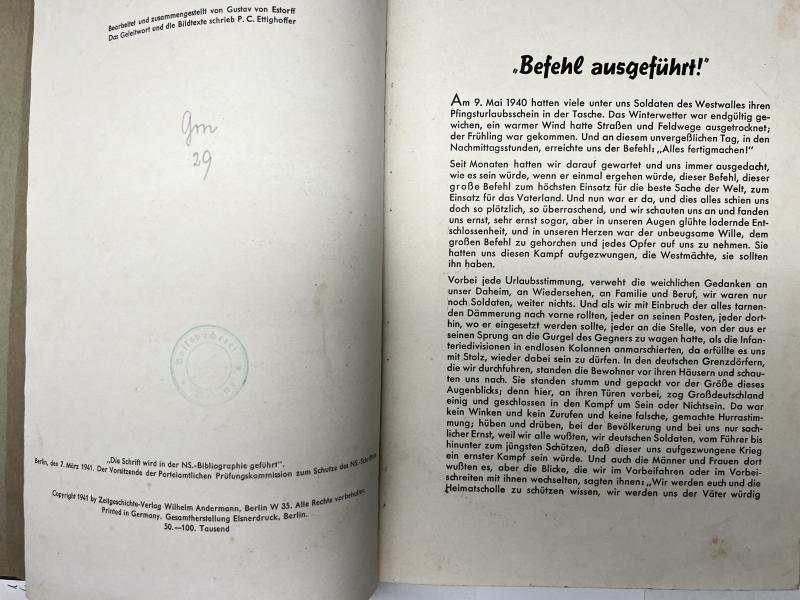 Bearbeitet und zusammengestellt von Gustav von Estorff
Das Geleitwort und die Bildtexte schrieb P. C. Ettighoffer
29
„Die Schrift wird in der NS.-Bibliographie geführt“.
Berlin, des 7. März 1941. Der Vorsitzende der Parteiamtlichen Prüfungskommission zum Schutze des NS.-Schrifttums
Copyright 1941 by Zeitgeschichte-Verlag Wilhelm Andermann, Berlin W 35. Alle Rechte vorbehalten.
Printed in Germany. Gesamtherstellung Elsnerdruck, Berlin.
50.—100. Tausend
„Befehl ausgeführt!“
Am 9. Mai 1940 hatten viele unter uns Soldaten des Westwalles ihren
Pfingsturlaubsschein in der Tasche. Das Winterwetter war endgültig ge-
wichen, ein warmer Wind hatte Straßen und Feldwege ausgetrocknet;
der Frühling war gekommen. Und an diesem unvergeßlichen Tag, in den
Nachmittagsstunden, erreichte uns der Befehl: „Alles fertigmachen!“
Seit Monaten hatten wir darauf gewartet und uns immer ausgedacht,
wie es sein würde, wenn er einmal ergehen würde, dieser Befehl, dieser
große Befehl zum höchsten Einsatz für die beste Sache der Welt, zum
Einsatz für das Vaterland. Und nun war er da, und dies alles schien uns
doch so plötzlich, so überraschend, und wir schauten uns an und fanden
uns ernst, sehr ernst sogar, aber in unseren Augen glühte lodernde Ent-
schlossenheit, und in unseren Herzen war der unbeugsame Wille, dem
großen Befehl zu gehorchen und jedes Opfer auf uns zu nehmen. Sie
hatten uns diesen Kampf aufgezwungen, die Westmächte, sie sollten
ihn haben.
Vorbei jede Urlaubsstimmung, verweht die weichlichen Gedanken an
unser Daheim, an Wiedersehen, an Familie und Beruf, wir waren nur
noch Soldaten, weiter nichts. Und als wir mit Einbruch der alles tarnen-
den Dämmerung nach vorne rollten, jeder an seinen Posten, jeder dort-
hin, wo er eingesetzt werden sollte, jeder an die Stelle, von der aus er
seinen Sprung an die Gurgel des Gegners zu wagen hatte, als die Infan-
teriedivisionen in endlosen Kolonnen anmarschierten, da erfüllte es uns
mit Stolz, wieder dabei sein zu dürfen. In den deutschen Grenzdörfern,
die wir durchfuhren, standen die Bewohner vor ihren Häusern und schau-
ten uns nach. Sie standen stumm und gepackt vor der Größe dieses
Augenblicks; denn hier, an ihren Türen vorbei, zog Großdeutschland
einig und geschlossen in den Kampf um Sein oder Nichtsein. Da war
kein Winken und kein Zurufen und keine falsche, gemachte Hurrastim-
mung; hüben und drüben, bei der Bevölkerung und bei uns nur sach-
licher Ernst, weil wir alle wußten, wir deutschen Soldaten, vom Führer bis
hinunter zum jüngsten Schützen, daß dieser uns aufgezwungene Krieg
ein ernster Kampf sein würde. Und auch die Männer und Frauen dort
wußten es, aber die Blicke, die wir im Vorbeifahren oder im Vorbei-
schreiten mit ihnen wechselten, sagten ihnen: „Wir werden euch und die
Heimatscholle zu schützen wissen, wir werden uns der Väter würdig